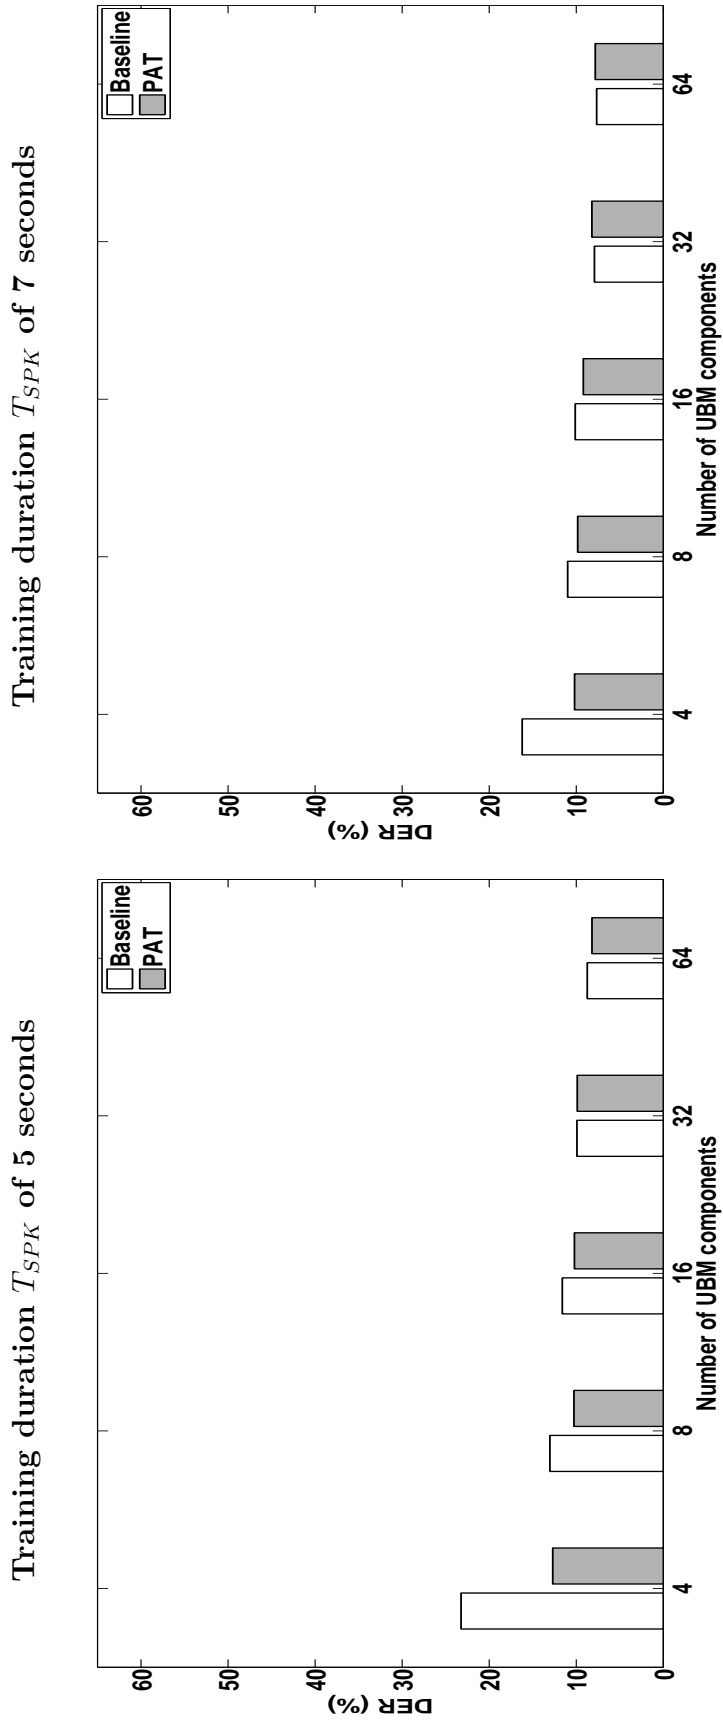 Training duration T_SPK of 5 seconds
60
50
40
30
20
10
0
DER (%)
Baseline
PAT
4
8
16
32
64
Number of UBM components
Training duration T_SPK of 7 seconds
60
50
40
30
20
10
0
DER (%)
Baseline
PAT
4
8
16
32
64
Number of UBM components